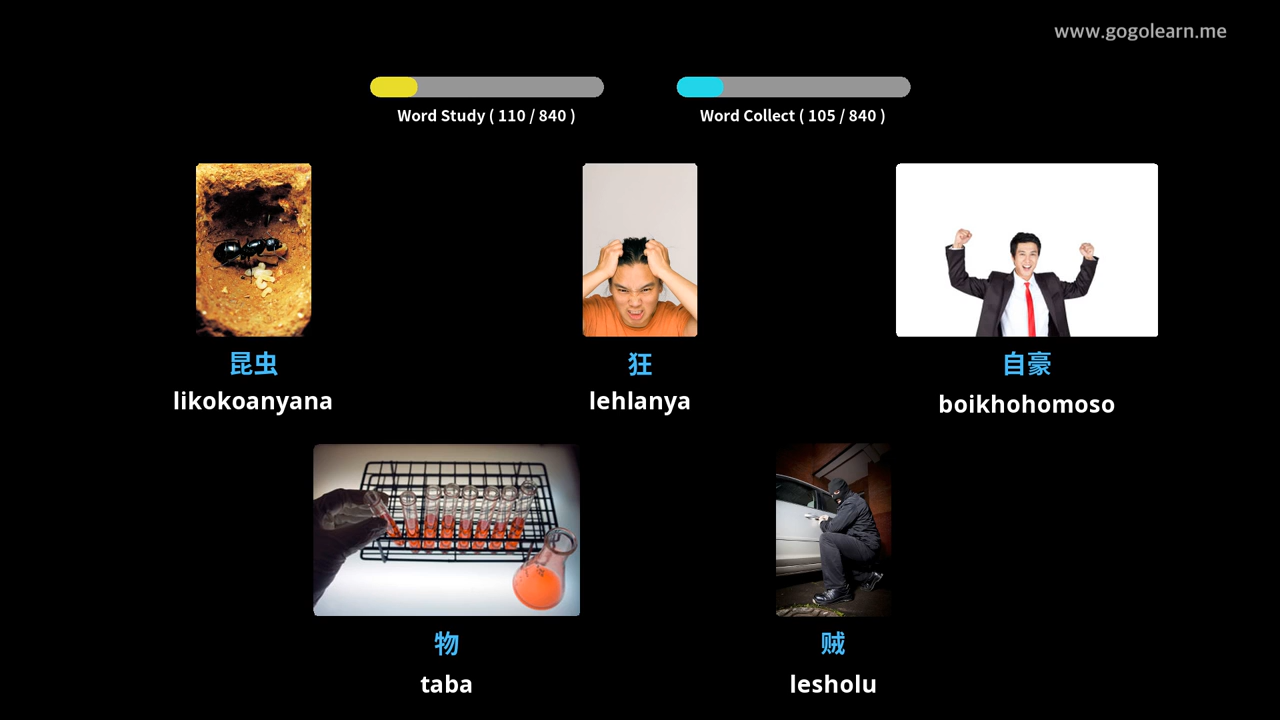 www.gogolearn.me
Word Study ( 110 / 840 )
Word Collect ( 105 / 840 )
昆虫
likokoanyana
狂
lehlanya
自豪
boikhohomoso
物
taba
贼
lesholu